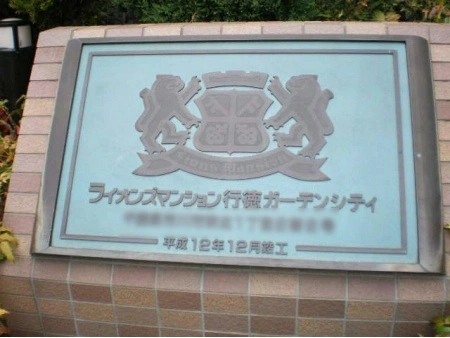 Lions Mansion
ライオンズマンション行徳ガーデンシティ
平成12年12月竣工